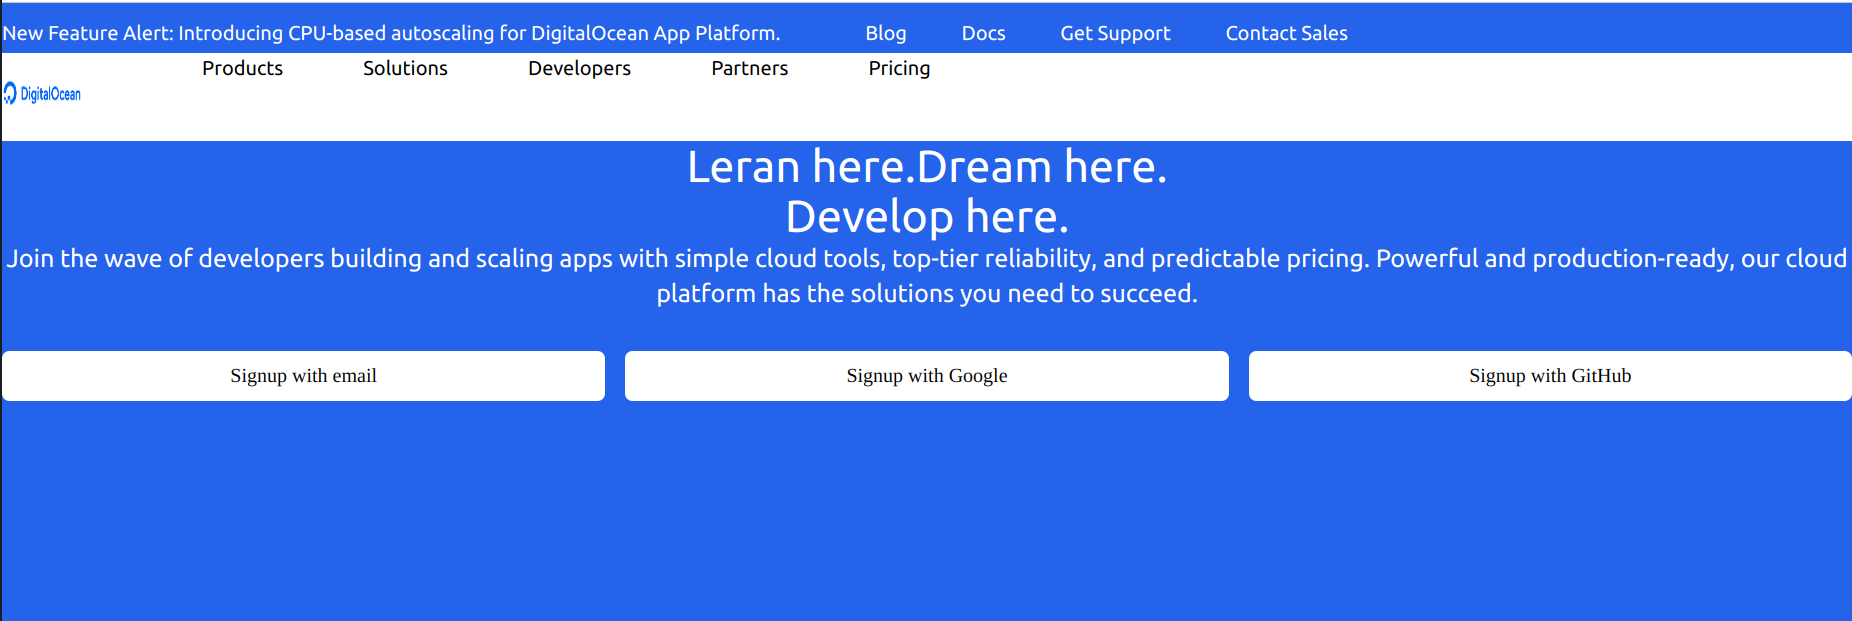 New Feature Alert: Introducing CPU-based autoscaling for DigitalOcean App Platform. Blog Docs Get Support Contact Sales
Products Solutions Developers Partners Pricing
DigitalOcean
Leran here.Dream here.
Develop here.
Join the wave of developers building and scaling apps with simple cloud tools, top-tier reliability, and predictable pricing. Powerful and production-ready, our cloud
platform has the solutions you need to succeed.
Signup with email Signup with Google Signup with GitHub